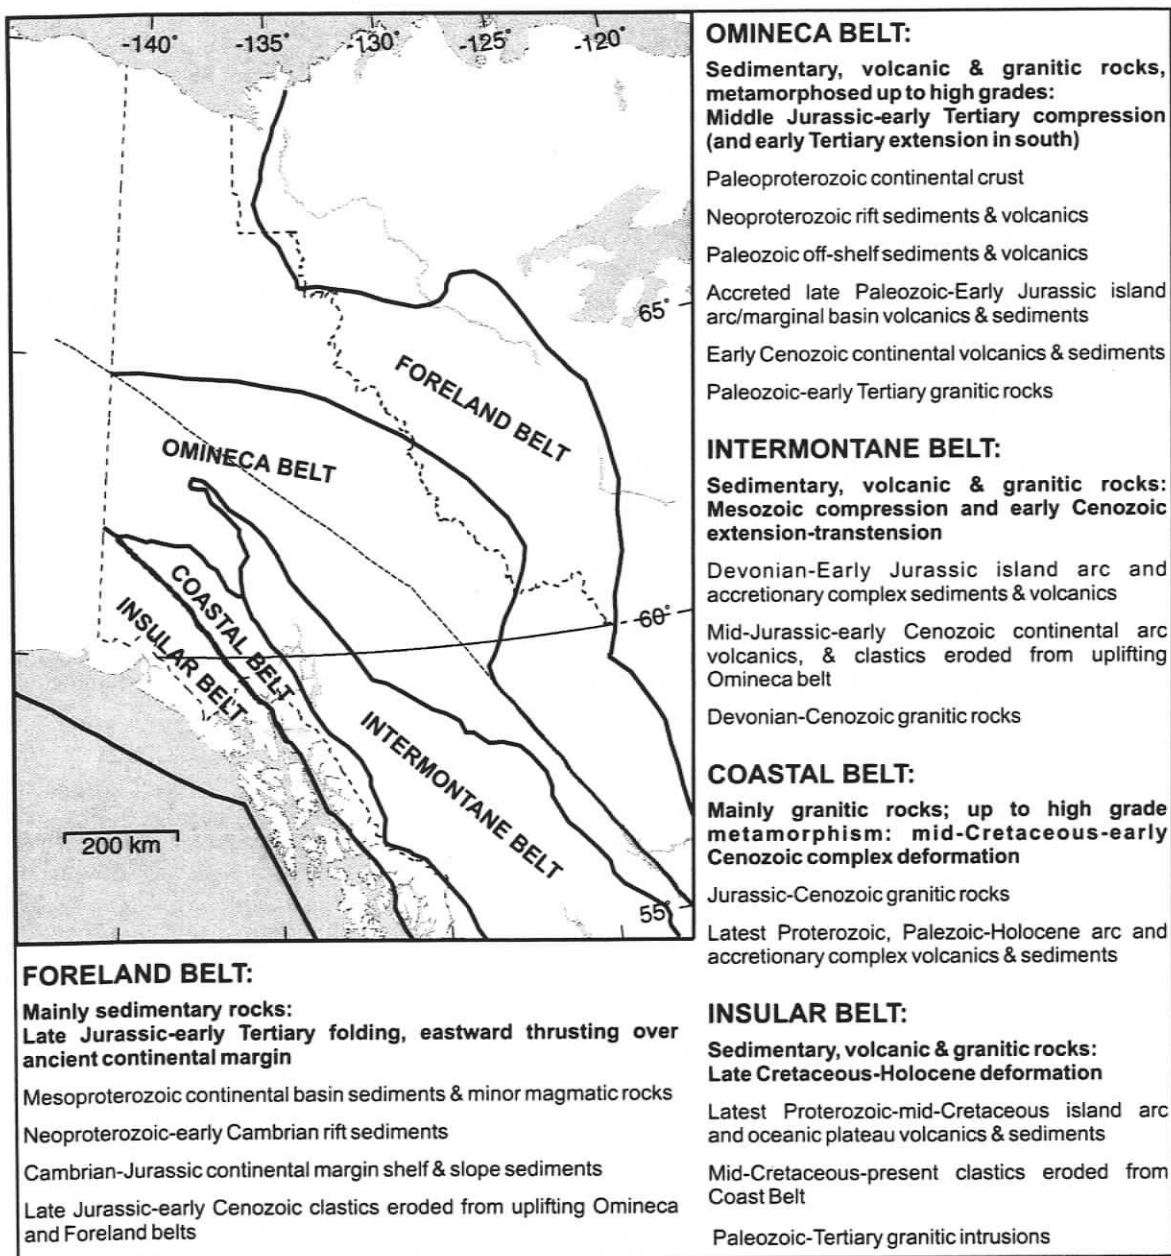 -140°
-135°
-130°
-125°
-120°
65°
FORELAND BELT
OMINECA BELT
COASTAL BELT
INSULAR BELT
60°
INTERMONTANE BELT
200 km
55°
OMINECA BELT:
Sedimentary, volcanic & granitic rocks,
metamorphosed up to high grades:
Middle Jurassic-early Tertiary compression
(and early Tertiary extension in south)
Paleoproterozoic continental crust
Neoproterozoic rift sediments & volcanics
Paleozoic off-shelf sediments & volcanics
Accreted late Paleozoic-Early Jurassic island
arc/marginal basin volcanics & sediments
Early Cenozoic continental volcanics & sediments
Paleozoic-early Tertiary granitic rocks
INTERMONTANE BELT:
Sedimentary, volcanic & granitic rocks:
Mesozoic compression and early Cenozoic
extension-transtension
Devonian-Early Jurassic island arc and
accretionary complex sediments & volcanics
Mid-Jurassic-early Cenozoic continental arc
volcanics, & clastics eroded from uplifting
Omineca belt
Devonian-Cenozoic granitic rocks
COASTAL BELT:
Mainly granitic rocks; up to high grade
metamorphism: mid-Cretaceous-early
Cenozoic complex deformation
Jurassic-Cenozoic granitic rocks
Latest Proterozoic, Palezoic-Holocene arc and
accretionary complex volcanics & sediments
INSULAR BELT:
Sedimentary, volcanic & granitic rocks:
Late Cretaceous-Holocene deformation
Latest Proterozoic-mid-Cretaceous island arc
and oceanic plateau volcanics & sediments
Mid-Cretaceous-present clastics eroded from
Coast Belt
Paleozoic-Tertiary granitic intrusions
FORELAND BELT:
Mainly sedimentary rocks:
Late Jurassic-early Tertiary folding, eastward thrusting over
ancient continental margin
Mesoproterozoic continental basin sediments & minor magmatic rocks
Neoproterozoic-early Cambrian rift sediments
Cambrian-Jurassic continental margin shelf & slope sediments
Late Jurassic-early Cenozoic clastics eroded from uplifting Omineca
and Foreland belts